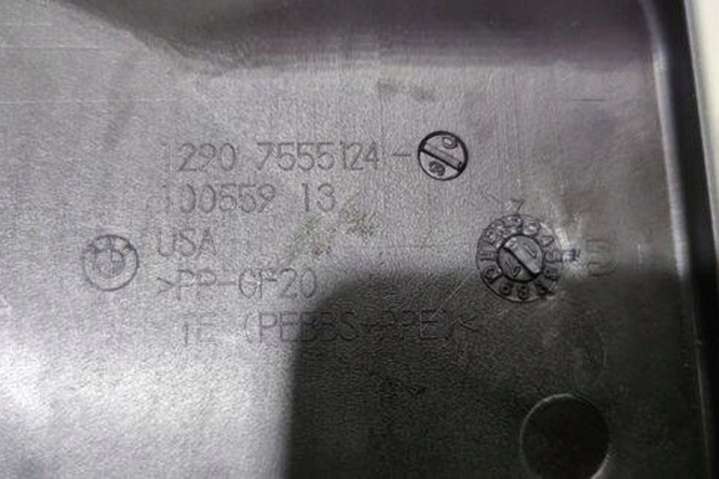 1290 7555124-
100559 13
USA
>PP-GF20
TE (PEBBS+PPE)<